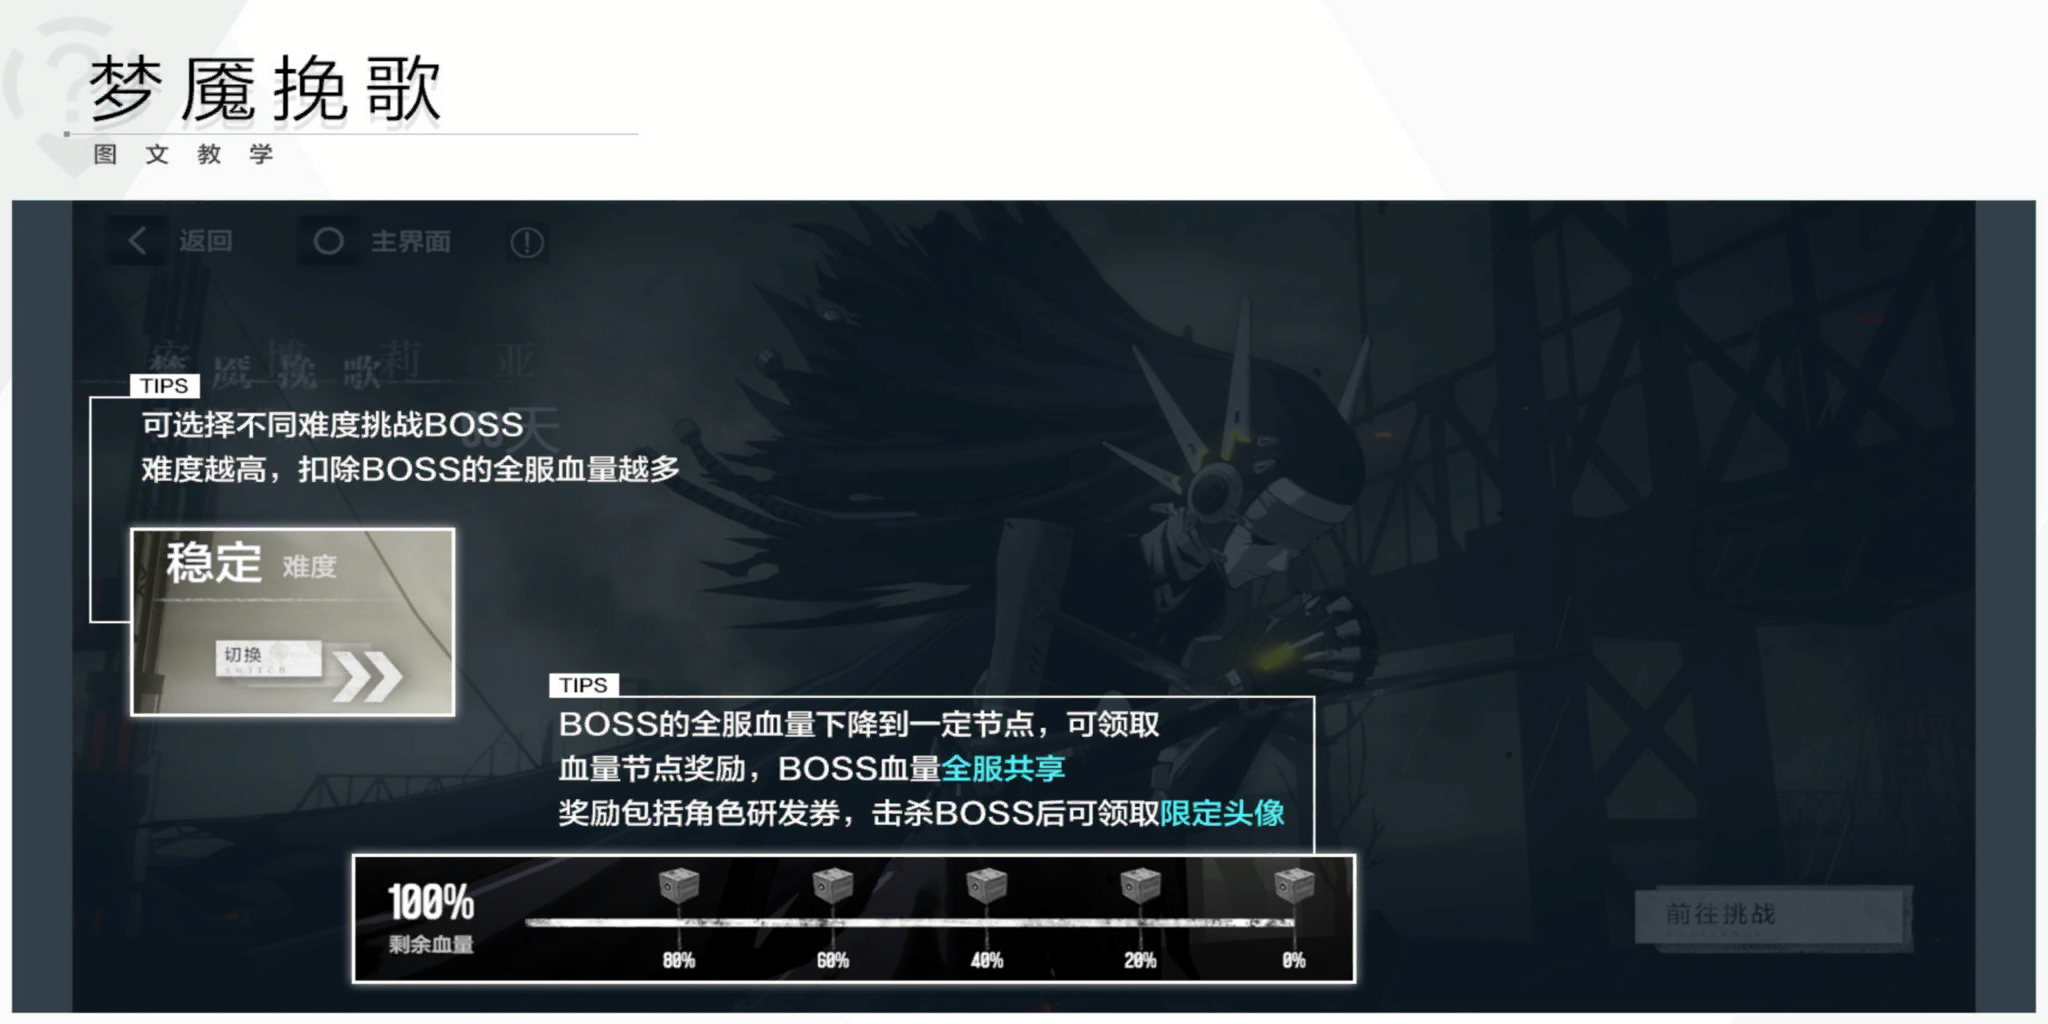 梦魇挽歌
图文教学
返回
主界面
梦魇挽歌
TIPS
可选择不同难度挑战BOSS
难度越高，扣除BOSS的全服血量越多
稳定 难度
切换
SWITCH
TIPS
BOSS的全服血量下降到一定节点，可领取
血量节点奖励，BOSS血量全服共享
奖励包括角色研发券，击杀BOSS后可领取限定头像
100%
剩余血量
80% 60% 40% 20% 0%
前往挑战